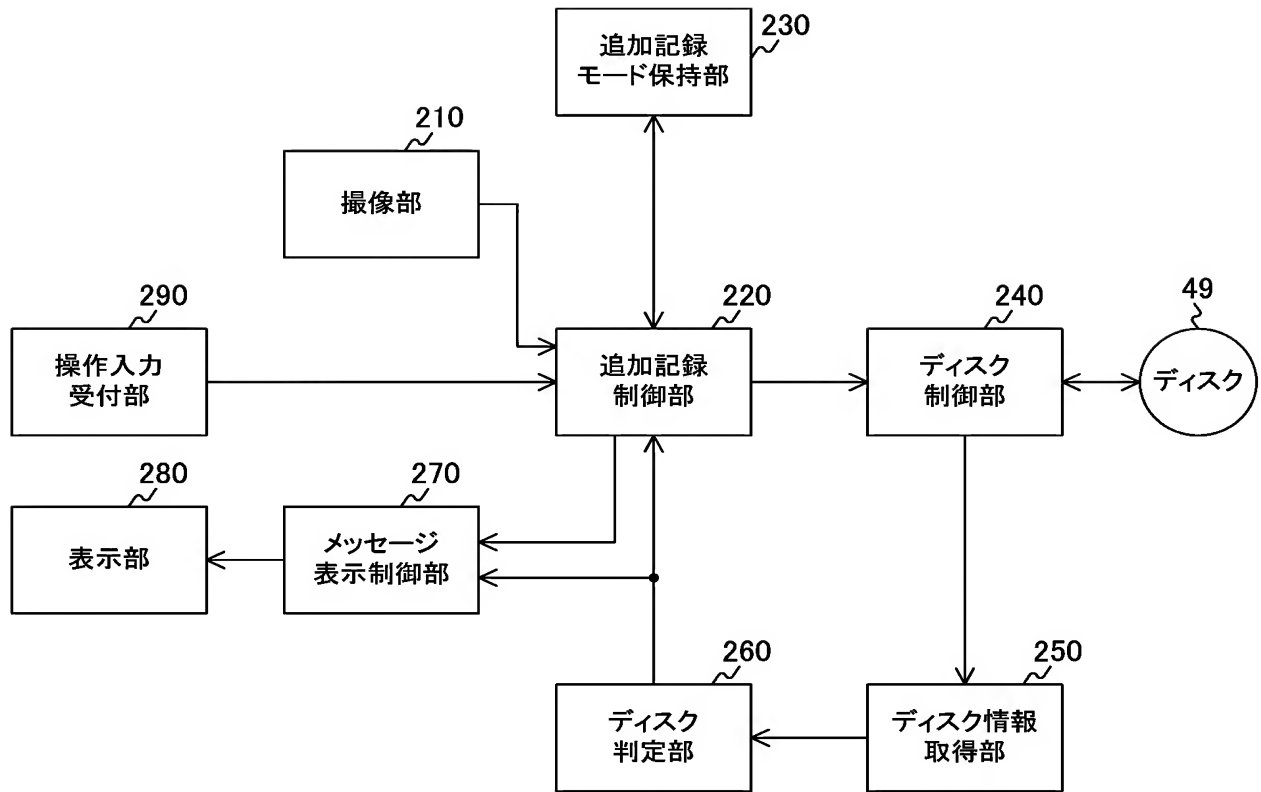 230
追加記録
モード保持部
210
撮像部
290
操作入力
受付部
220
追加記録
制御部
240
ディスク
制御部
49
ディスク
280
表示部
270
メッセージ
表示制御部
260
ディスク
判定部
250
ディスク情報
取得部